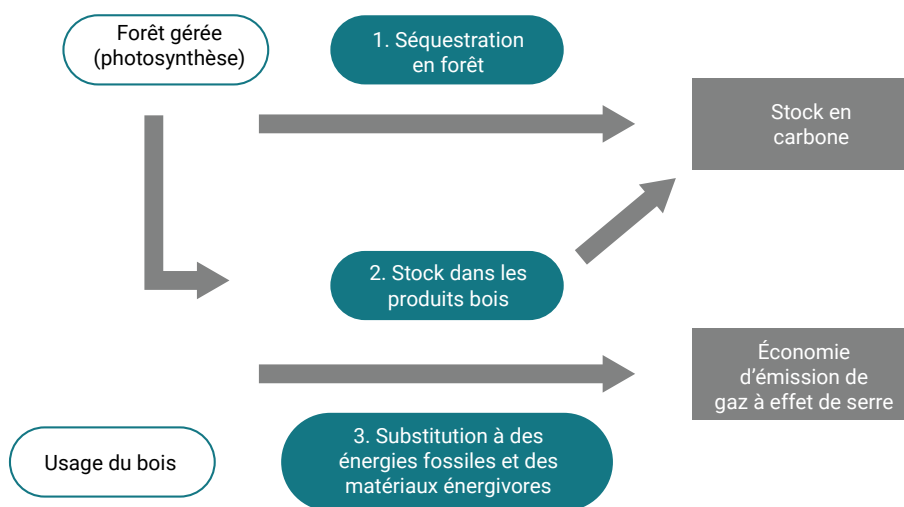 Forêt gérée
(photosynthèse)
1. Séquestration
en forêt
Stock en
carbone
2. Stock dans les
produits bois
Économie
d’émission de
gaz à effet de serre
Usage du bois
3. Substitution à des
énergies fossiles et des
matériaux énergivores